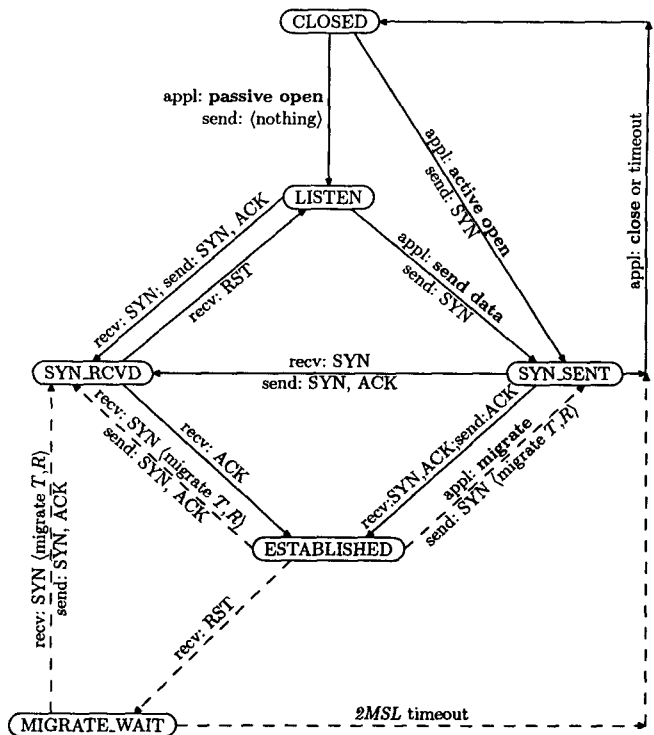 CLOSED
appl: passive open
send: ⟨nothing⟩
appl: active open
send: SYN
appl: close or timeout
LISTEN
recv: SYN; send: SYN, ACK
recv: RST
appl: send data
send: SYN
SYN_RCVD
recv: SYN
send: SYN, ACK
SYN_SENT
recv: SYN ⟨migrate T,R⟩
send: SYN, ACK
recv: ACK
recv:SYN,ACK;send:ACK
appl: migrate
send: SYN ⟨migrate T,R⟩
ESTABLISHED
recv: SYN ⟨migrate T,R⟩
send: SYN, ACK
recv: RST
MIGRATE_WAIT
2MSL timeout